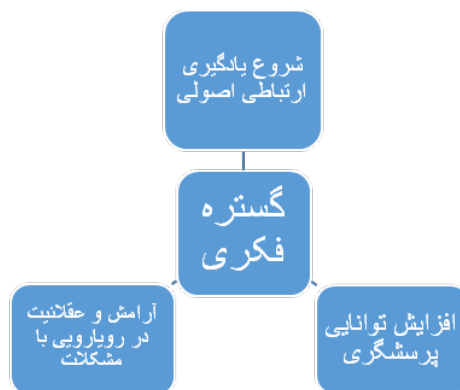 شروع یادگیری
ارتباطی اصولی
گستره
فکری
افزایش توانایی
پرسشگری
آرامش و عقلانیت
در رویارویی با
مشکلات